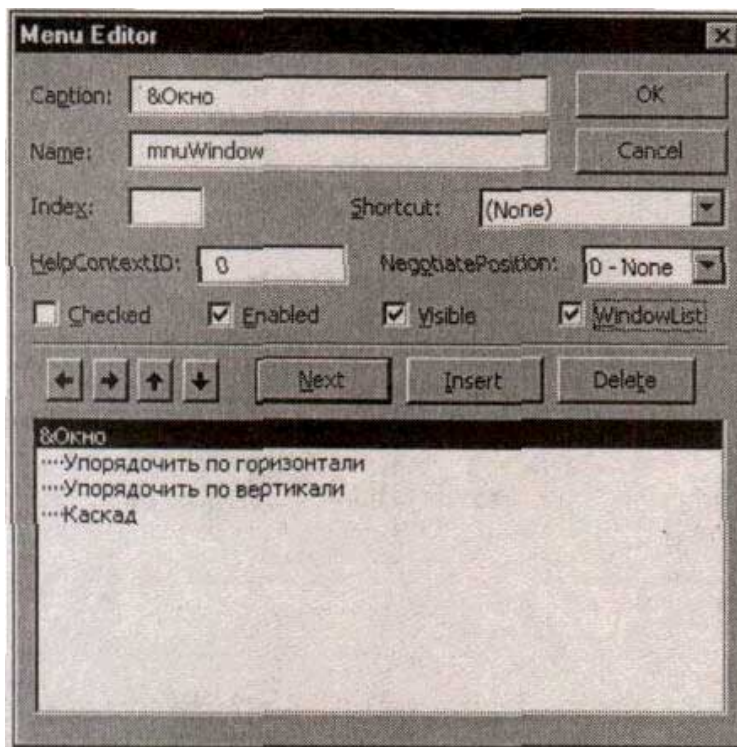 Menu Editor
Caption: &Окно OK
Name: mnuWindow Cancel
Index: Shortcut: (None)
HelpContextID: 0 NegotiatePosition: 0 - None
Checked Enabled Visible WindowList
Next Insert Delete
&Окно
····Упорядочить по горизонтали
····Упорядочить по вертикали
····Каскад